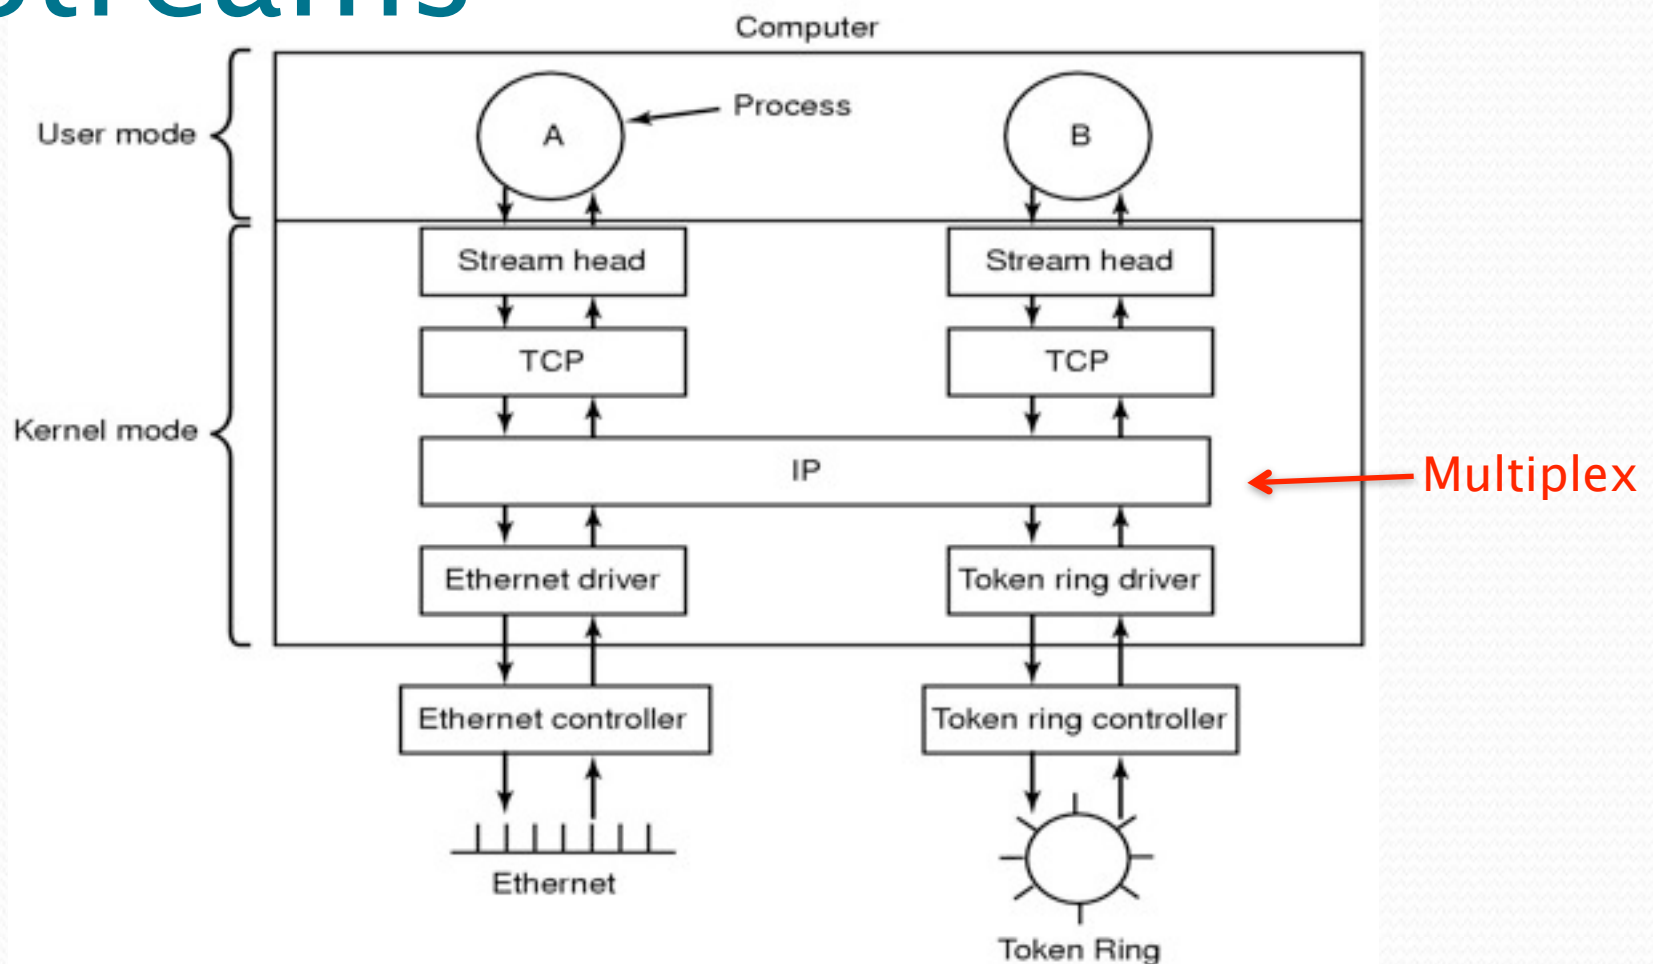 Computer
User mode
A
Process
B
Stream head
Stream head
TCP
TCP
Kernel mode
IP
Multiplex
Ethernet driver
Token ring driver
Ethernet controller
Token ring controller
Ethernet
Token Ring